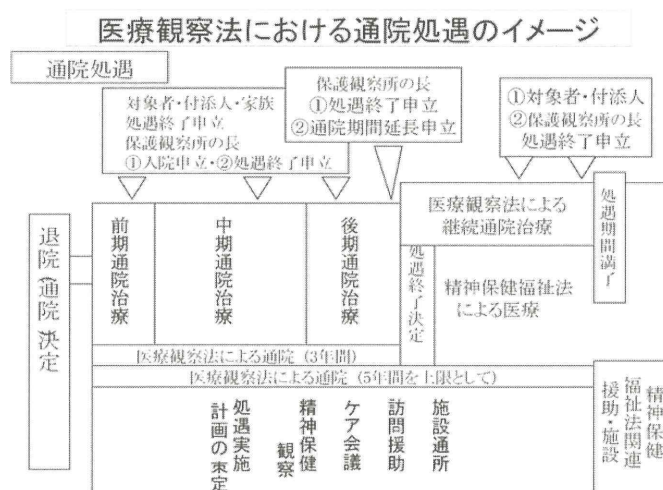 医療観察法における通院処遇のイメージ
通院処遇
対象者・付添人・家族
処遇終了申立
保護観察所の長
①入院申立・②処遇終了申立
保護観察所の長
①処遇終了申立
②通院期間延長申立
①対象者・付添人
②保護観察所の長
処遇終了申立
退院(通院)決定
前期通院治療
中期通院治療
後期通院治療
医療観察法による
継続通院治療
処遇期間満了
処遇終了決定
精神保健福祉法
による医療
医療観察法による通院（3年間）
医療観察法による通院（5年間を上限として）
処遇実施
計画の束定
精神保健
観察
ケア会議
訪問援助
施設通所
精神保健
福祉法関連
援助・施設